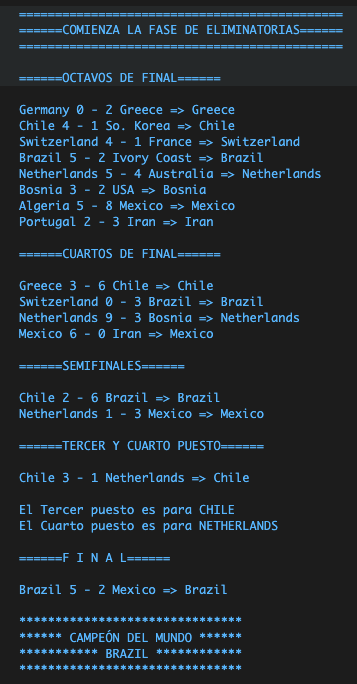 =============================================
======COMIENZA LA FASE DE ELIMINATORIAS======
=============================================
======OCTAVOS DE FINAL======
Germany 0 - 2 Greece => Greece
Chile 4 - 1 So. Korea => Chile
Switzerland 4 - 1 France => Switzerland
Brazil 5 - 2 Ivory Coast => Brazil
Netherlands 5 - 4 Australia => Netherlands
Bosnia 3 - 2 USA => Bosnia
Algeria 5 - 8 Mexico => Mexico
Portugal 2 - 3 Iran => Iran
======CUARTOS DE FINAL======
Greece 3 - 6 Chile => Chile
Switzerland 0 - 3 Brazil => Brazil
Netherlands 9 - 3 Bosnia => Netherlands
Mexico 6 - 0 Iran => Mexico
======SEMIFINALES======
Chile 2 - 6 Brazil => Brazil
Netherlands 1 - 3 Mexico => Mexico
======TERCER Y CUARTO PUESTO======
Chile 3 - 1 Netherlands => Chile
El Tercer puesto es para CHILE
El Cuarto puesto es para NETHERLANDS
======F I N A L======
Brazil 5 - 2 Mexico => Brazil
*******************************
****** CAMPEÓN DEL MUNDO ******
*********** BRAZIL ************
*******************************